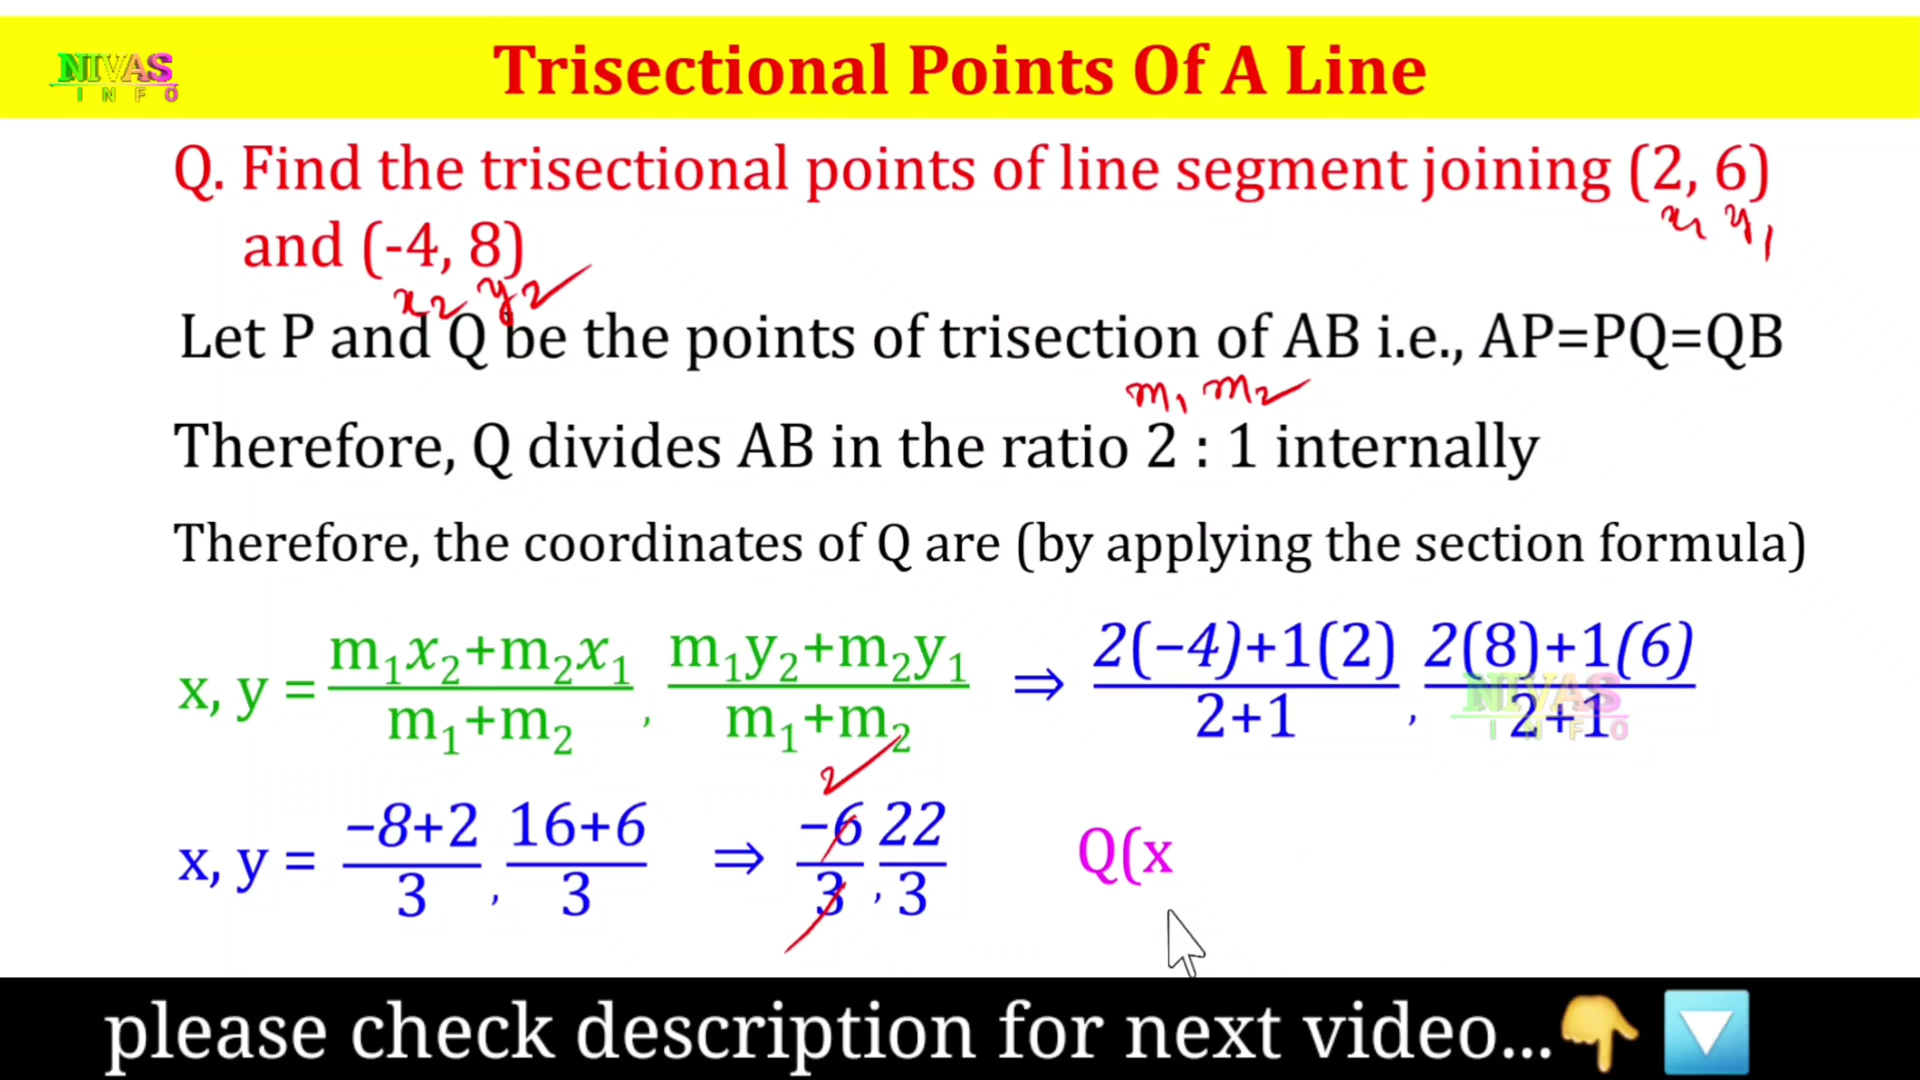 NIVAS
INFO
Trisectional Points Of A Line
Q. Find the trisectional points of line segment joining (2, 6)
x₁ y₁
and (-4, 8)
x₂ y₂
Let P and Q be the points of trisection of AB i.e., AP=PQ=QB
m₁ m₂
Therefore, Q divides AB in the ratio 2 : 1 internally
Therefore, the coordinates of Q are (by applying the section formula)
x, y = (m₁x₂+m₂x₁)/(m₁+m₂), (m₁y₂+m₂y₁)/(m₁+m₂) ⇒ (2(−4)+1(2))/(2+1), (2(8)+1(6))/(2+1)
NIVAS
INFO
2
x, y = (−8+2)/3, (16+6)/3 ⇒ −6/3, 22/3 Q(x
please check description for next video...